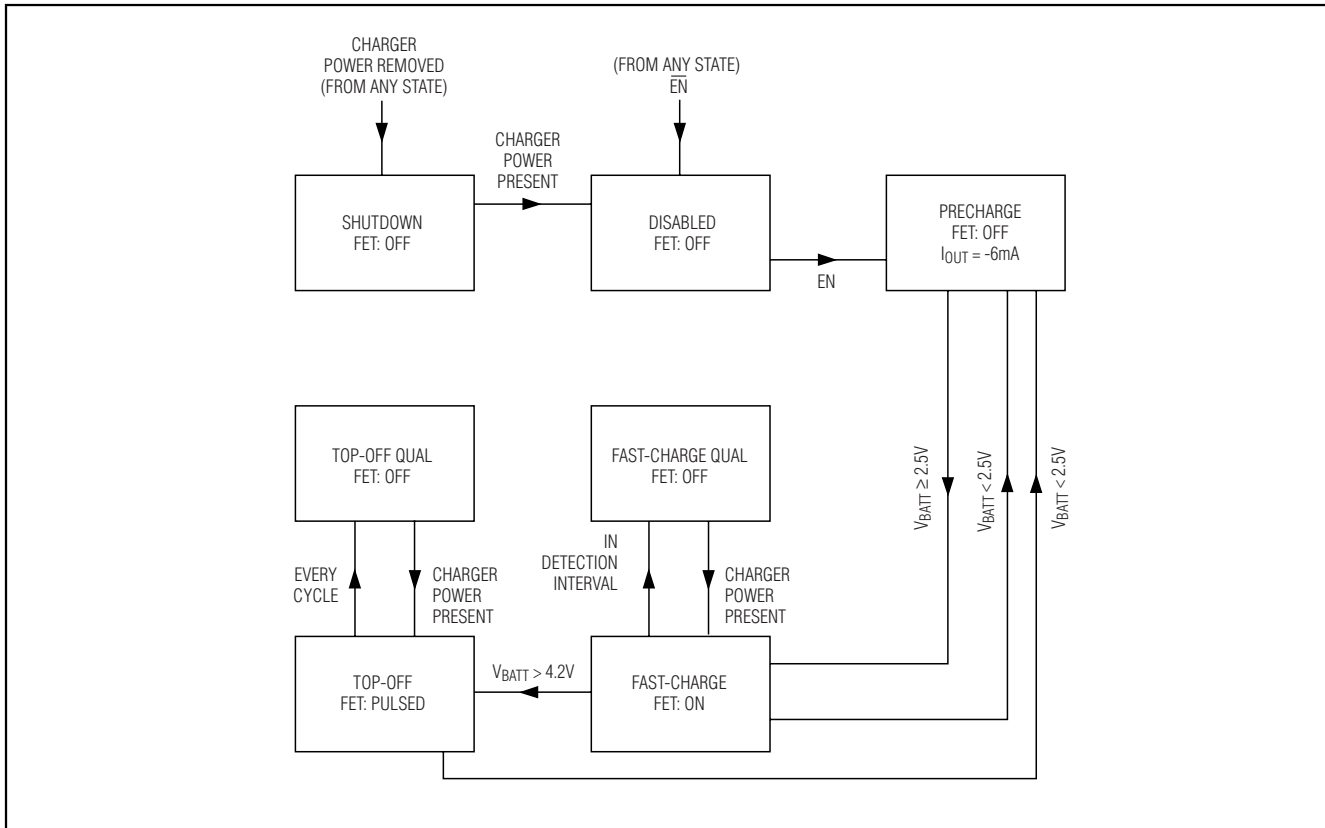 CHARGER
POWER REMOVED
(FROM ANY STATE)
(FROM ANY STATE)
E̅N̅
CHARGER
POWER
PRESENT
SHUTDOWN
FET: OFF
DISABLED
FET: OFF
PRECHARGE
FET: OFF
IOUT = -6mA
EN
TOP-OFF QUAL
FET: OFF
FAST-CHARGE QUAL
FET: OFF
VBATT ≥ 2.5V
VBATT < 2.5V
VBATT < 2.5V
EVERY
CYCLE
CHARGER
POWER
PRESENT
IN
DETECTION
INTERVAL
CHARGER
POWER
PRESENT
TOP-OFF
FET: PULSED
VBATT > 4.2V
FAST-CHARGE
FET: ON